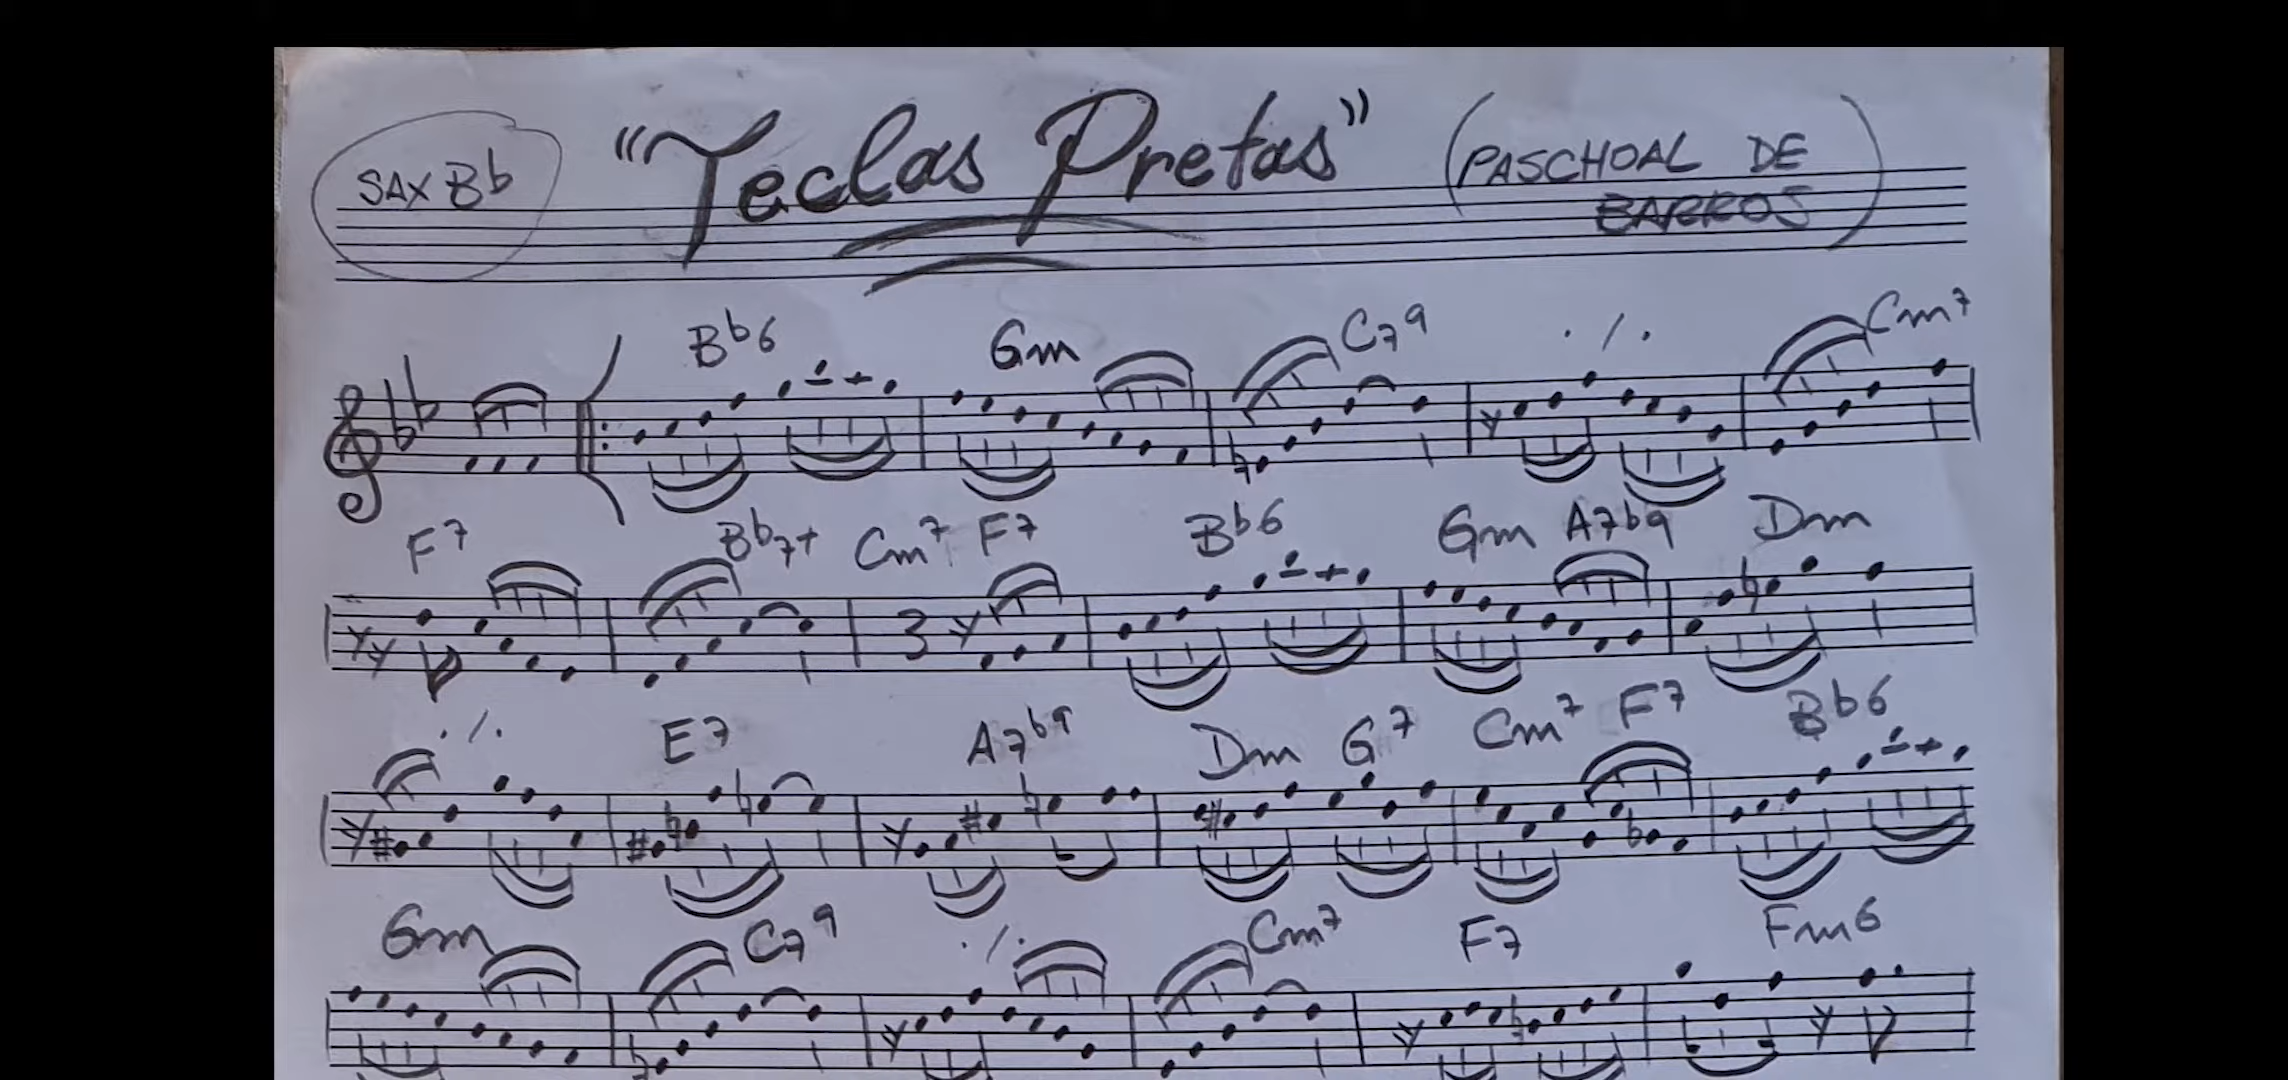 SAX Bb "Teclas Pretas" (PASCHOAL DE
BARROS)
Bb6 Gm C7 9 ./. Cm7
F7 Bb7+ Cm7 F7 Bb6 Gm A7b9 Dm
./. E7 A7b9 Dm G7 Cm7 F7 Bb6
Gm C7 9 ./. Cm7 F7 Fm6